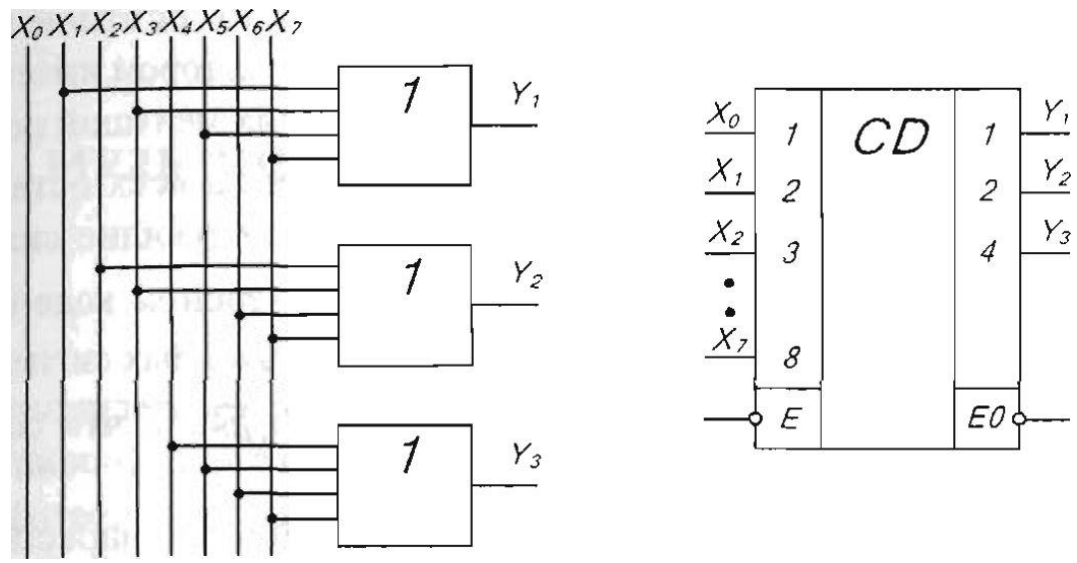 X₀ X₁ X₂ X₃ X₄ X₅ X₆ X₇
1 Y₁
1 Y₂
1 Y₃
X₀ 1 CD 1 Y₁
X₁ 2 2 Y₂
X₂ 3 4 Y₃
X₇ 8
E E0